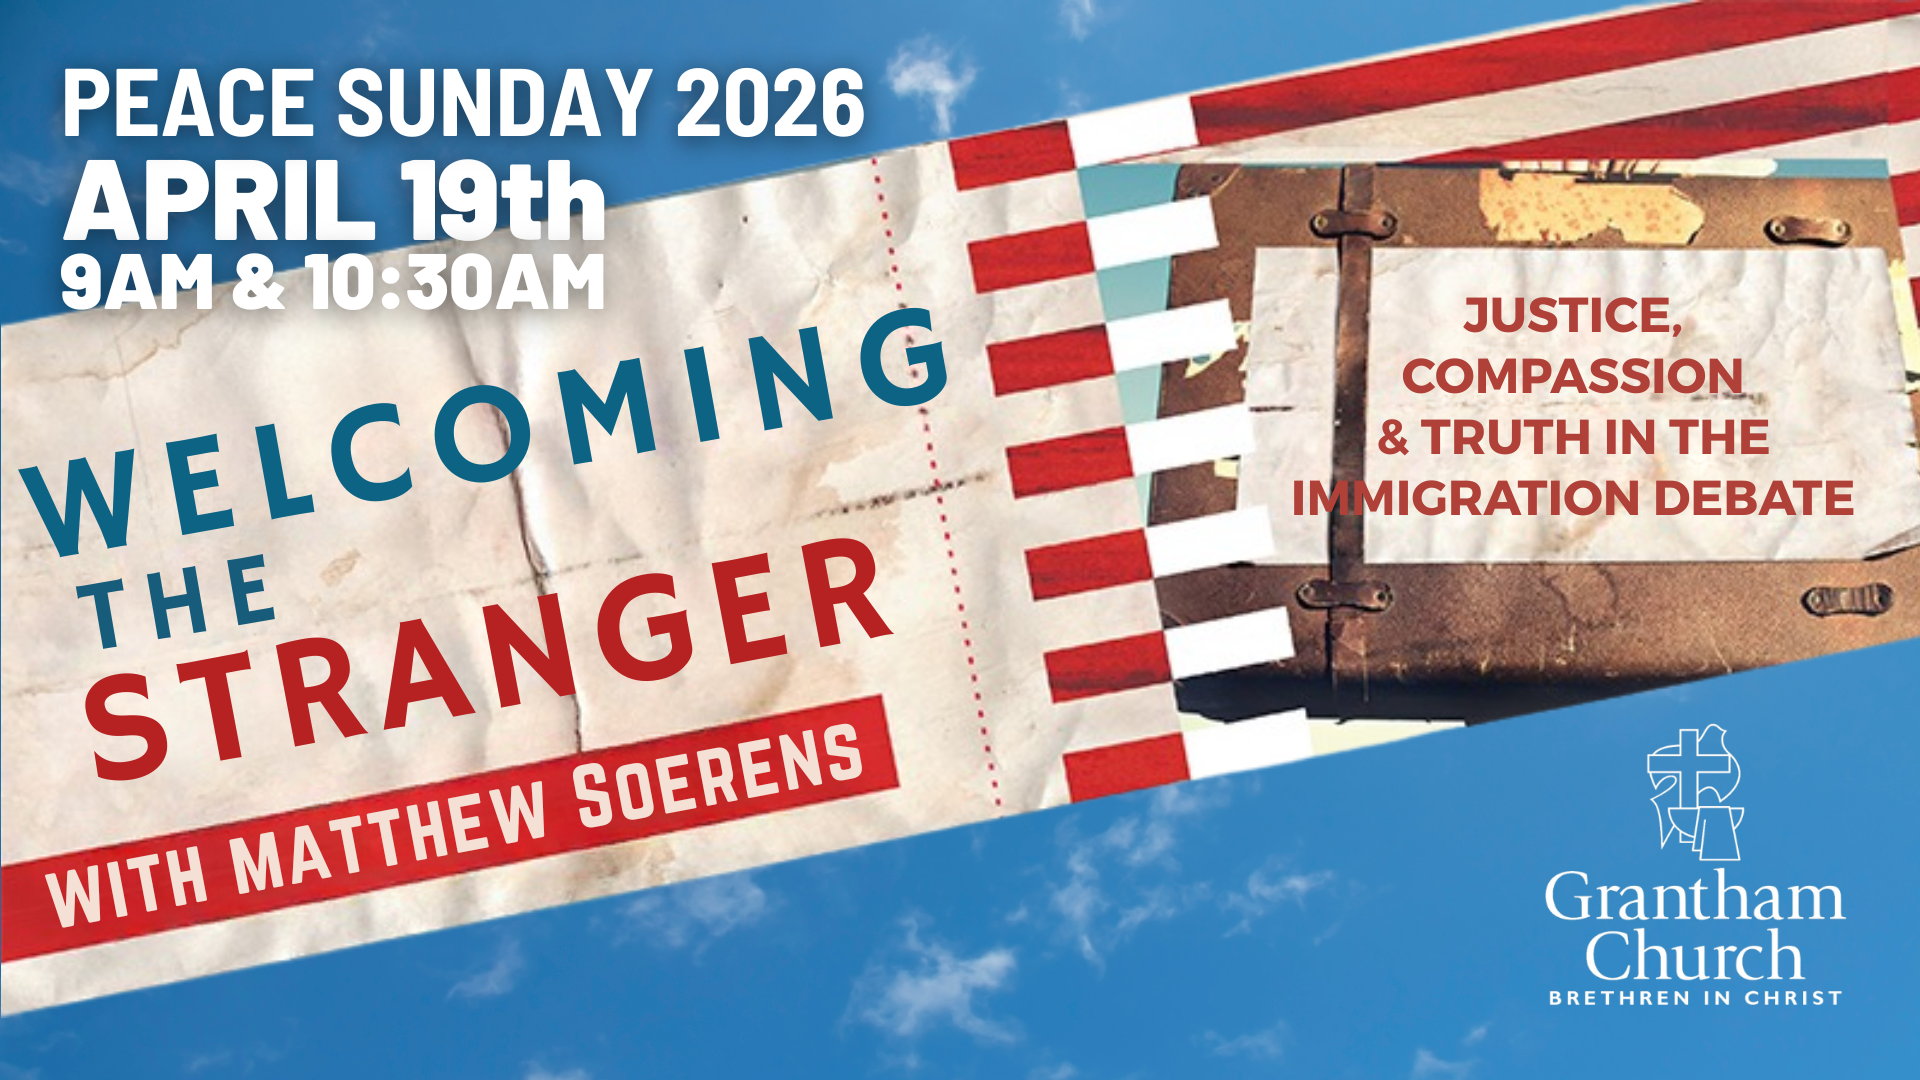 PEACE SUNDAY 2026
APRIL 19th
9AM & 10:30AM
WELCOMING
THE
STRANGER
WITH MATTHEW SOERENS
JUSTICE,
COMPASSION
& TRUTH IN THE
IMMIGRATION DEBATE
Grantham
Church
BRETHREN IN CHRIST